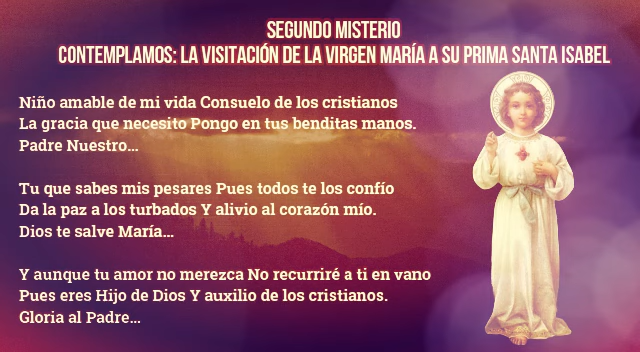 SEGUNDO MISTERIO
CONTEMPLAMOS: LA VISITACIÓN DE LA VIRGEN MARÍA A SU PRIMA SANTA ISABEL
Niño amable de mi vida Consuelo de los cristianos
La gracia que necesito Pongo en tus benditas manos.
Padre Nuestro...
Tu que sabes mis pesares Pues todos te los confío
Da la paz a los turbados Y alivio al corazón mío.
Dios te salve María...
Y aunque tu amor no merezca No recurriré a ti en vano
Pues eres Hijo de Dios Y auxilio de los cristianos.
Gloria al Padre...